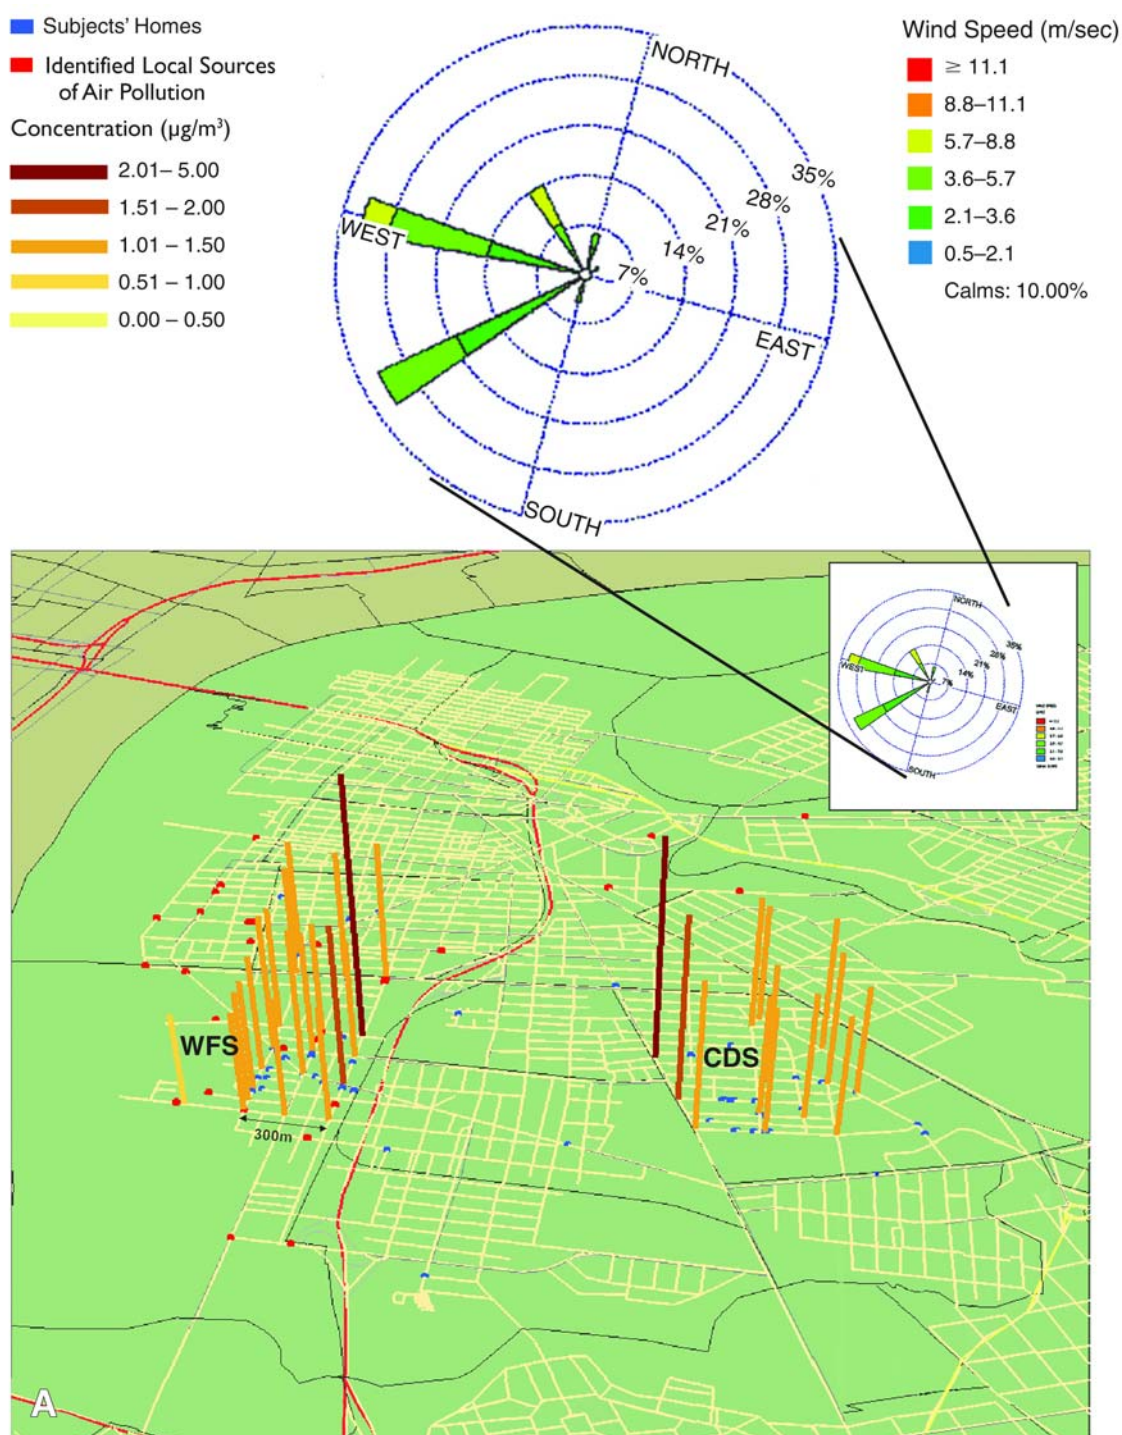 Subjects' Homes
Identified Local Sources
of Air Pollution
Concentration (µg/m³)
2.01– 5.00
1.51 – 2.00
1.01 – 1.50
0.51 – 1.00
0.00 – 0.50
NORTH
35%
28%
21%
14%
7%
WEST
EAST
SOUTH
Wind Speed (m/sec)
≥ 11.1
8.8–11.1
5.7–8.8
3.6–5.7
2.1–3.6
0.5–2.1
Calms: 10.00%
NORTH
35%
28%
21%
14%
7%
WEST
EAST
SOUTH
WFS
CDS
300m
A